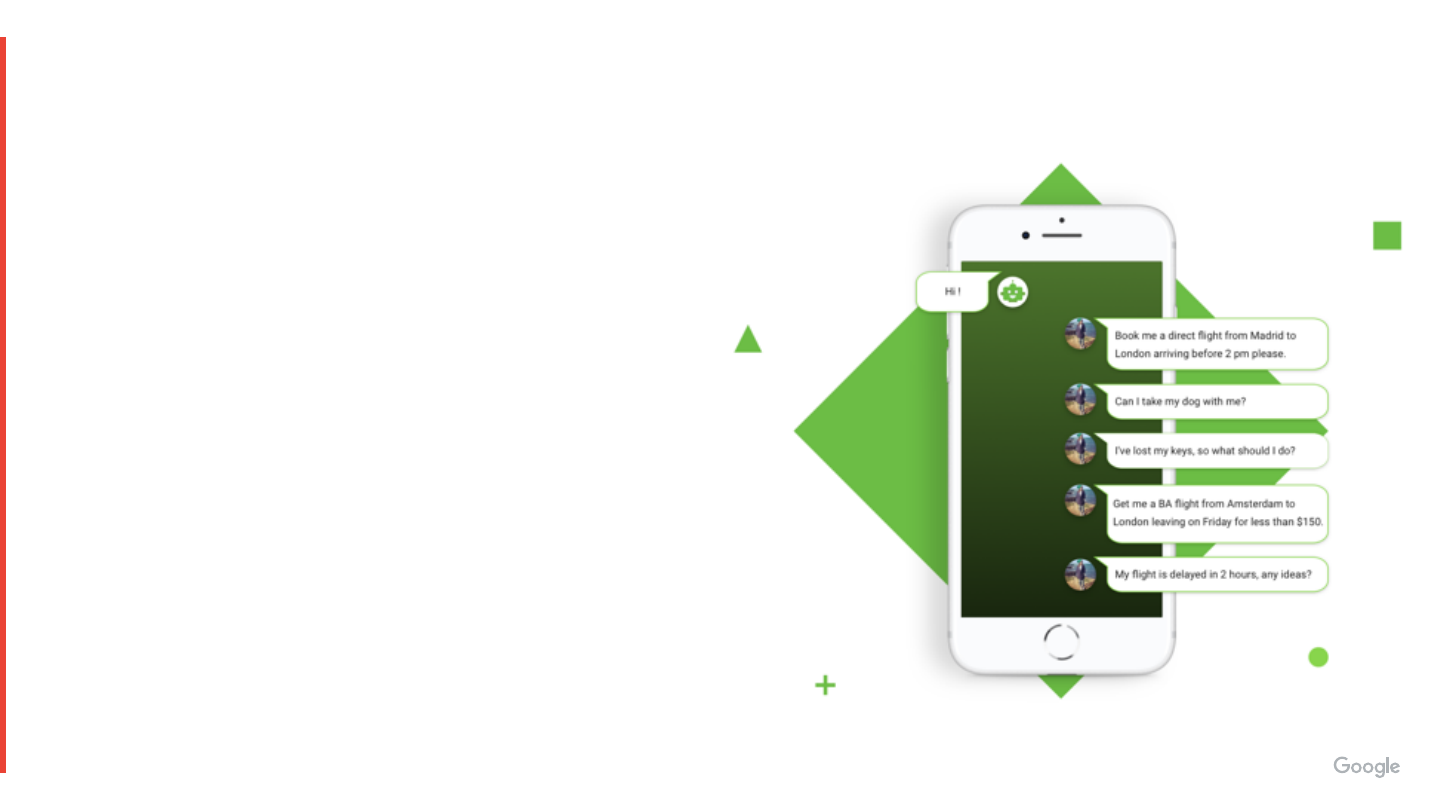 Hi !
Book me a direct flight from Madrid to
London arriving before 2 pm please.
Can I take my dog with me?
I've lost my keys, so what should I do?
Get me a BA flight from Amsterdam to
London leaving on Friday for less than $150.
My flight is delayed in 2 hours, any ideas?
Google